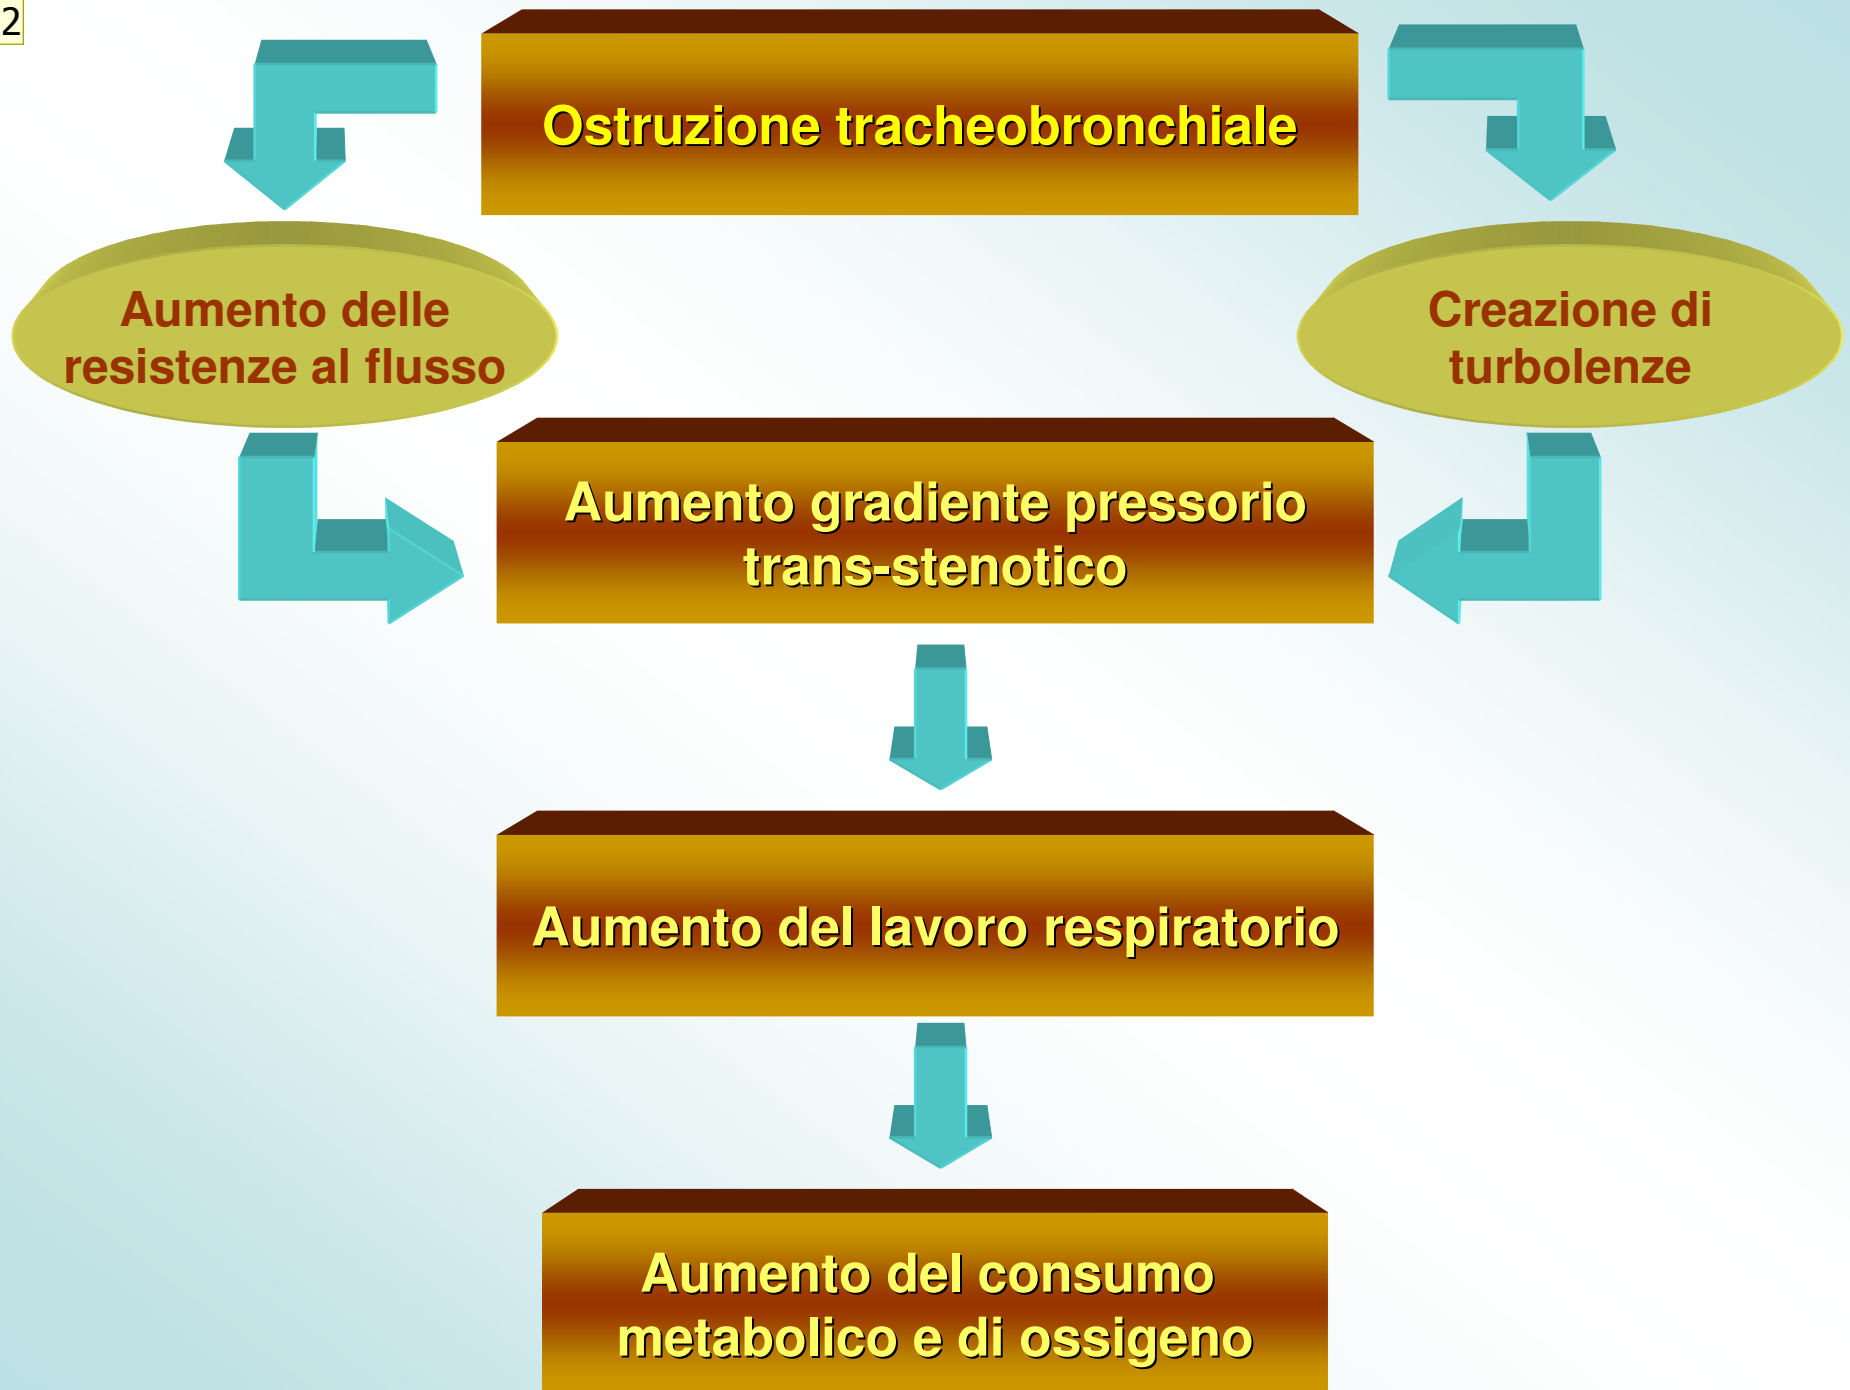 2
Ostruzione tracheobronchiale
Aumento delle
resistenze al flusso
Creazione di
turbolenze
Aumento gradiente pressorio
trans-stenotico
Aumento del lavoro respiratorio
Aumento del consumo
metabolico e di ossigeno